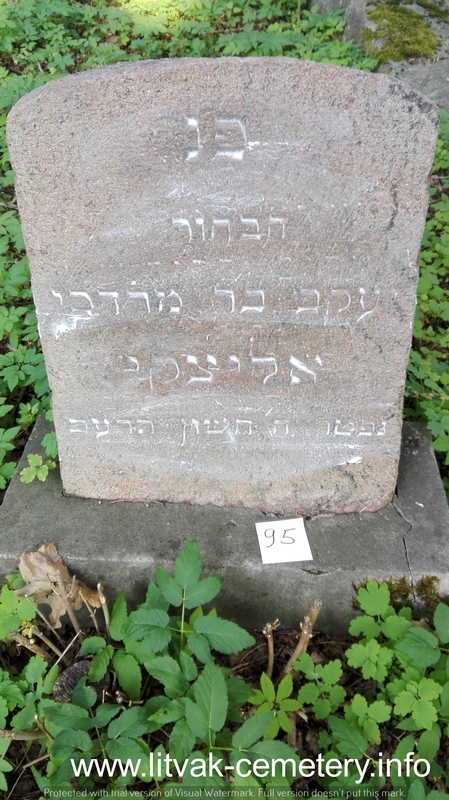 פנ
הבחור
יעקב בר מרדכי
אליצקי
נפטר ה חשון תרעב
95
www.litvak-cemetery.info
Protected with trial version of Visual Watermark. Full version doesn't put this mark.